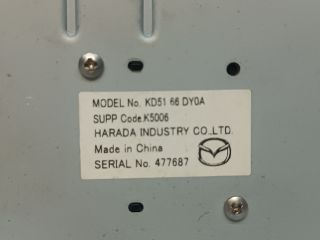 MODEL No. KD51 66 DY0A
SUPP Code.K5006
HARADA INDUSTRY CO.,LTD.
Made in China
SERIAL No. 477687